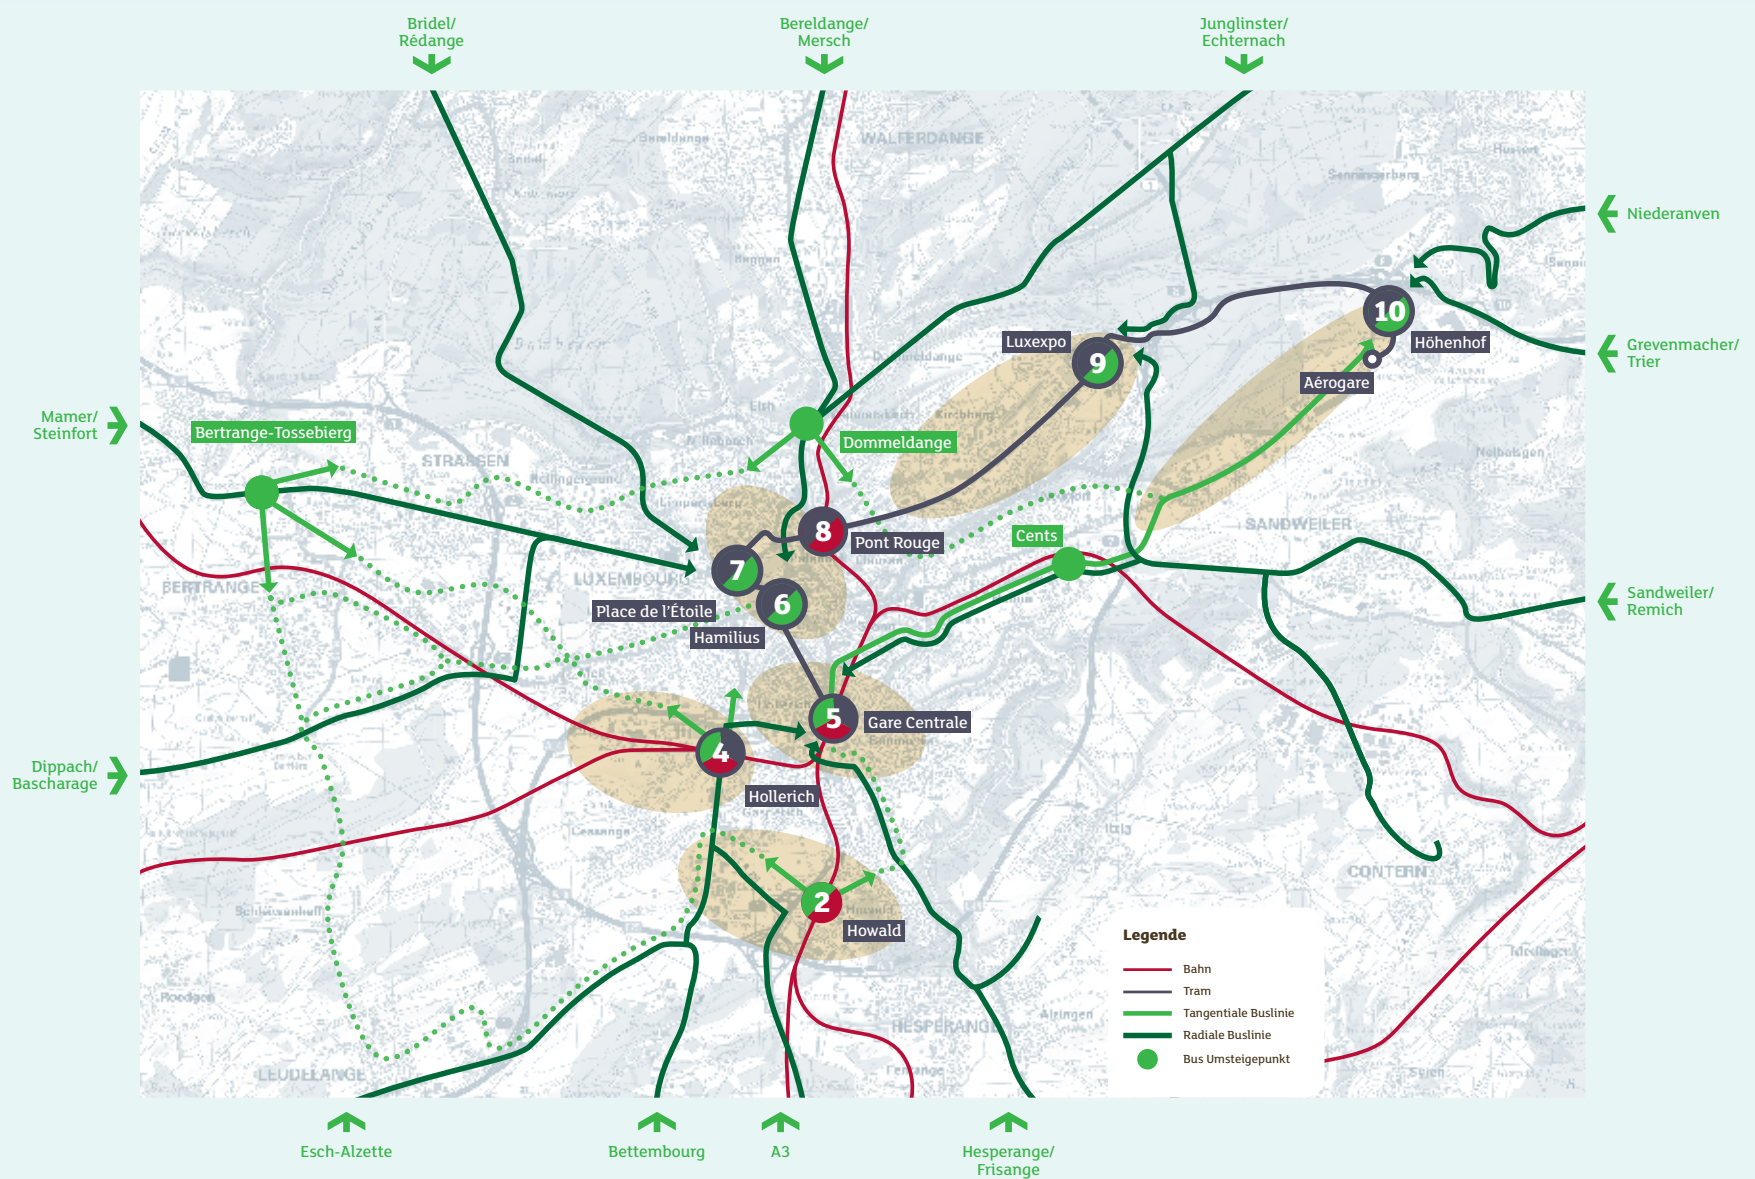 Bridel/
Rédange
Bereldange/
Mersch
Junglinster/
Echternach
WALFERDANGE
Niederanven
Luxexpo
10
Höhenhof
9
Aérogare
Grevenmacher/
Trier
Mamer/
Steinfort
Bertrange-Tossebierg
Dommeldange
STRASSEN
SANDWEILER
8
Pont Rouge
Cents
7
LUXEMBOURG
BERTRANGE
6
Place de l'Étoile
Hamilius
Sandweiler/
Remich
5
Gare Centrale
4
Hollerich
Dippach/
Bascharage
CONTERN
2
Howald
HESPERANGE
LEUDELANGE
Legende
Bahn
Tram
Tangentiale Buslinie
Radiale Buslinie
Bus Umsteigepunkt
Esch-Alzette
Bettembourg
A3
Hesperange/
Frisange